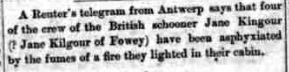 A Reuter's telegram from Antwerp says that four
of the crew of the British schooner Jane Kingour
(? Jane Kilgour of Fowey) have been asphyxiated
by the fumes of a fire they lighted in their cabin.